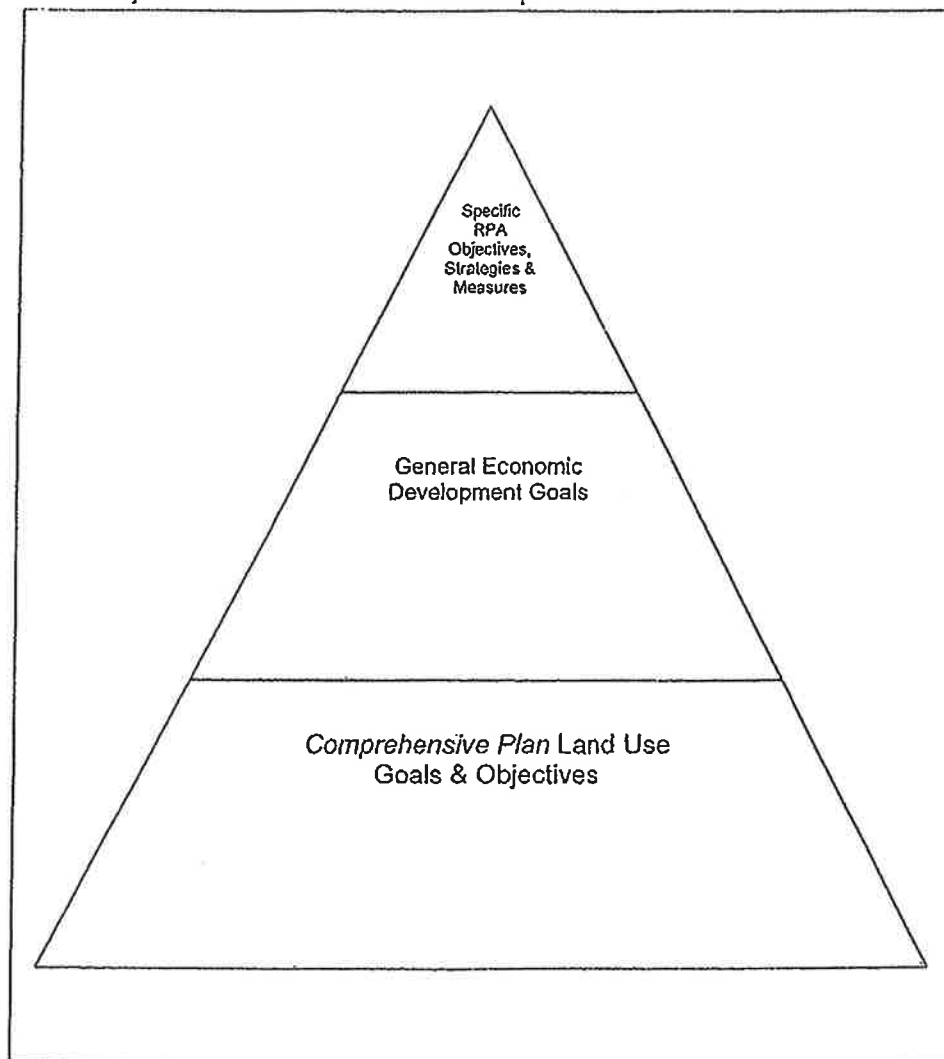 Specific
RPA
Objectives,
Strategies &
Measures
General Economic
Development Goals
Comprehensive Plan Land Use
Goals & Objectives